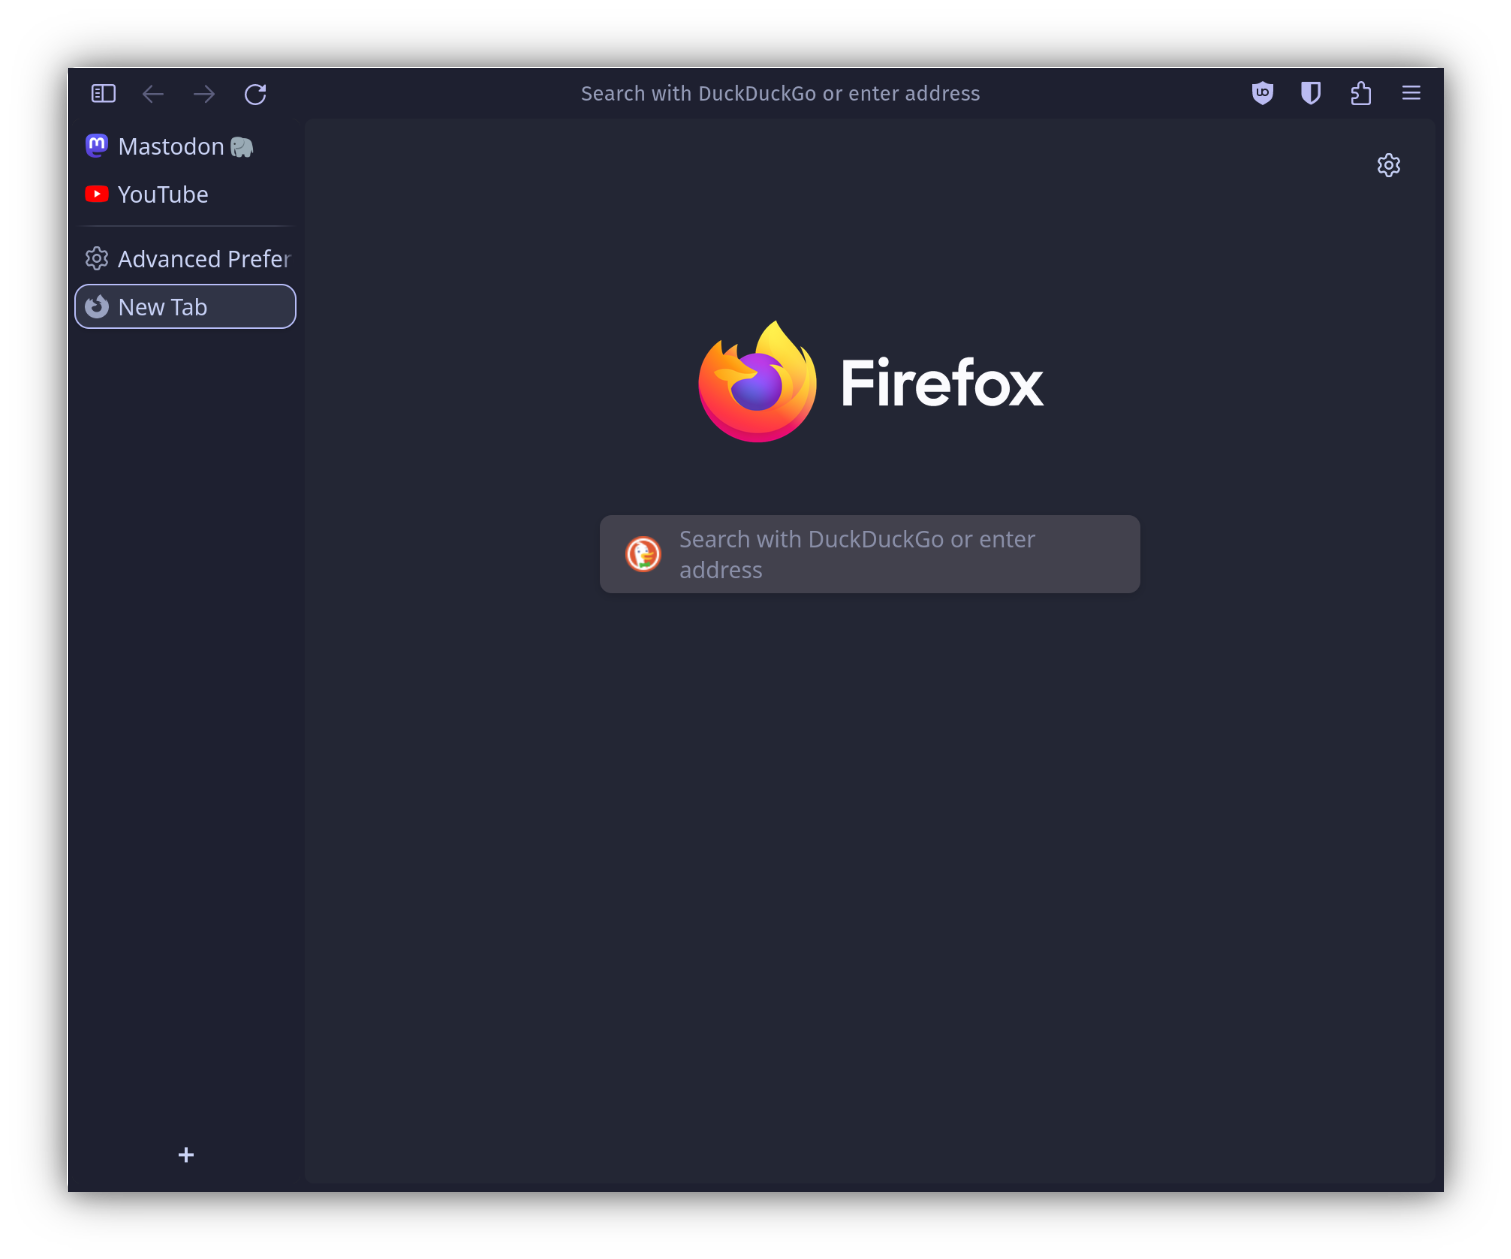 Search with DuckDuckGo or enter address
Mastodon 🐘
YouTube
Advanced Prefer
New Tab
Firefox
Search with DuckDuckGo or enter
address